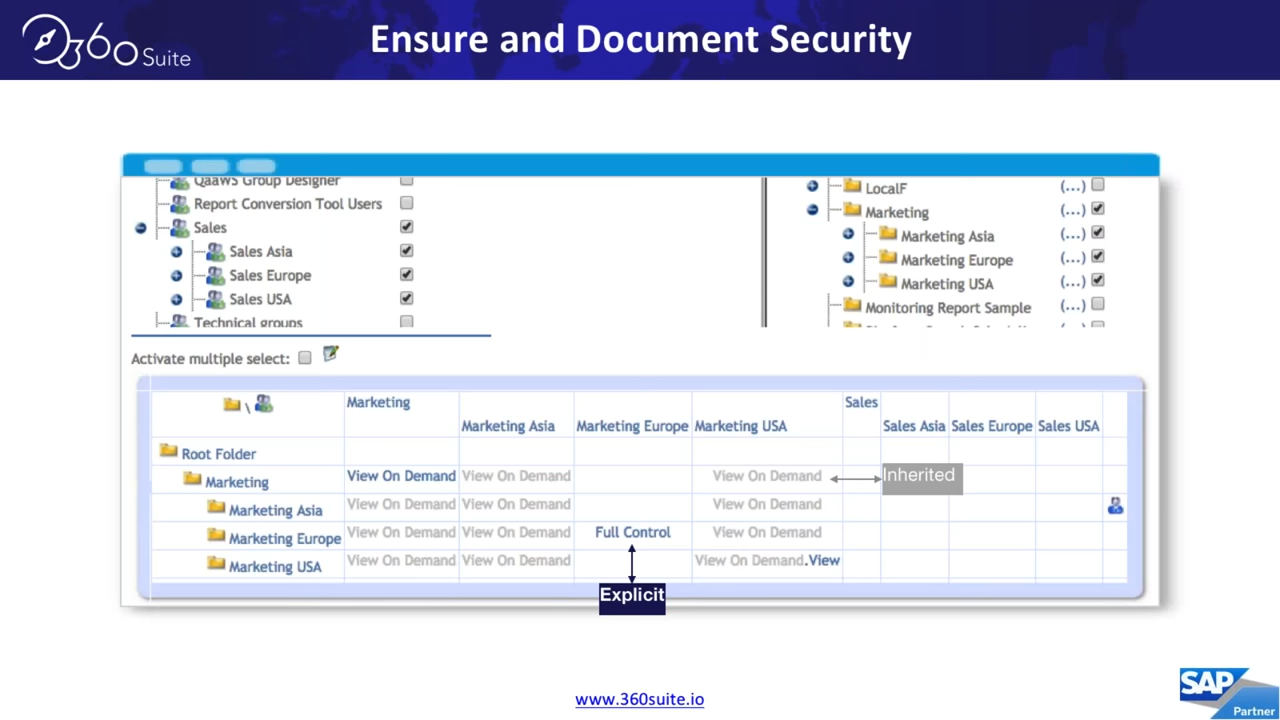 360Suite
Ensure and Document Security
QaaWS Group Designer
Report Conversion Tool Users
Sales
Sales Asia
Sales Europe
Sales USA
Technical groups
LocalF (...)
Marketing (...)
Marketing Asia (...)
Marketing Europe (...)
Marketing USA (...)
Monitoring Report Sample (...)
Activate multiple select:
\ Marketing Sales
Marketing Asia Marketing Europe Marketing USA Sales Asia Sales Europe Sales USA
Root Folder
Marketing View On Demand View On Demand View On Demand Inherited
Marketing Asia View On Demand View On Demand View On Demand
Marketing Europe View On Demand View On Demand Full Control View On Demand
Marketing USA View On Demand View On Demand View On Demand.View
Explicit
www.360suite.io
SAP
Partner